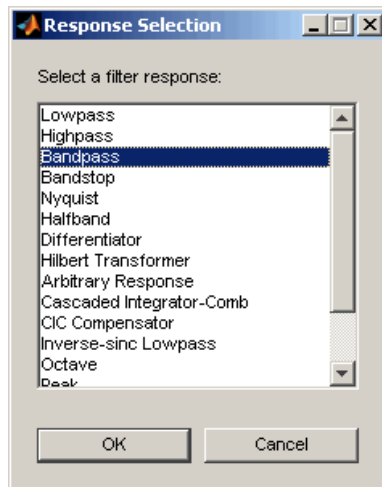 Response Selection
Select a filter response:
Lowpass
Highpass
Bandpass
Bandstop
Nyquist
Halfband
Differentiator
Hilbert Transformer
Arbitrary Response
Cascaded Integrator-Comb
CIC Compensator
Inverse-sinc Lowpass
Octave
Peak
OK
Cancel